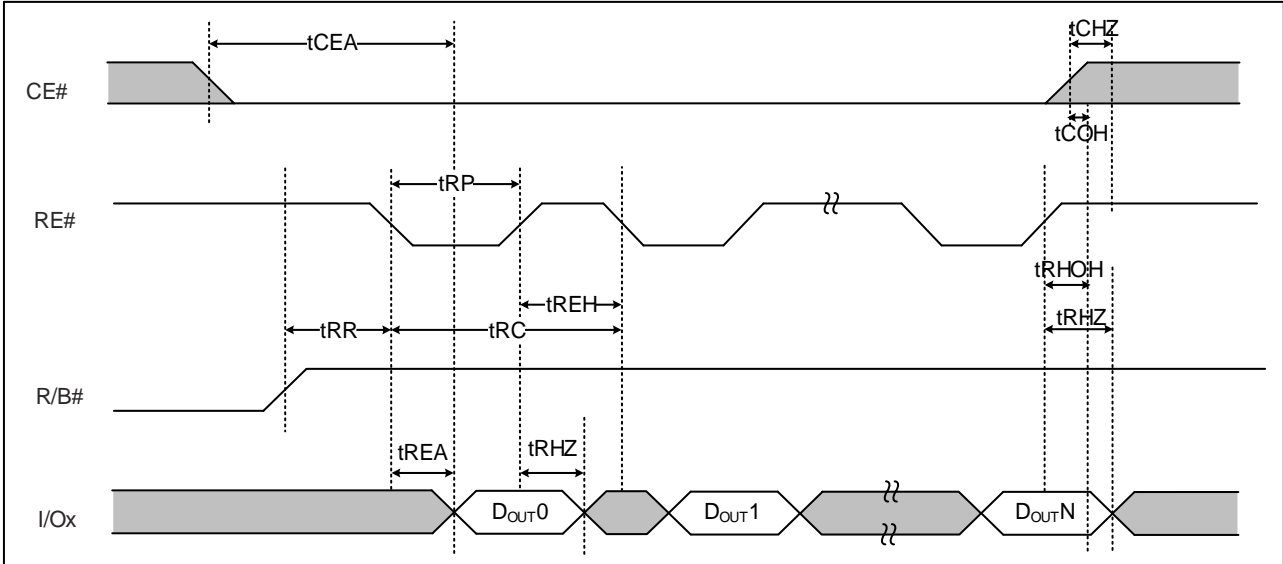 tCEA
tCHZ
CE#
tCOH
tRP
RE#
tRHOH
tREH
tRR
tRC
tRHZ
R/B#
tREA
tRHZ
I/Ox
DOUT0
DOUT1
DOUTN